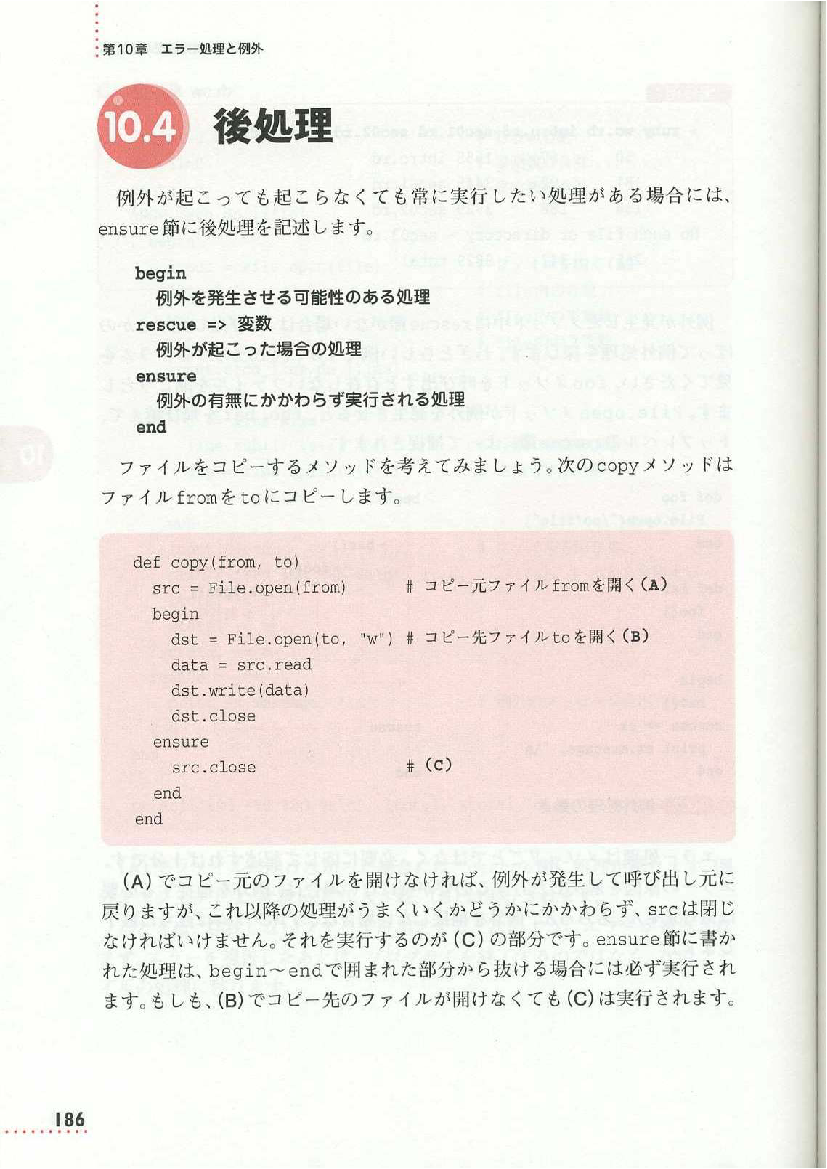 第10章 エラー処理と例外
10.4 後処理
例外が起こっても起こらなくても常に実行したい処理がある場合には、
ensure節に後処理を記述します。
begin
例外を発生させる可能性のある処理
rescue => 変数
例外が起こった場合の処理
ensure
例外の有無にかかわらず実行される処理
end
ファイルをコピーするメソッドを考えてみましょう。次のcopyメソッドは
ファイルfromをtoにコピーします。
def copy(from, to)
src = File.open(from) # コピー元ファイルfromを開く(A)
begin
dst = File.open(to, "w") # コピー先ファイルtoを開く(B)
data = src.read
dst.write(data)
dst.close
ensure
src.close # (C)
end
end
(A)でコピー元のファイルを開けなければ、例外が発生して呼び出し元に
戻りますが、これ以降の処理がうまくいくかどうかにかかわらず、srcは閉じ
なければいけません。それを実行するのが(C)の部分です。ensure節に書か
れた処理は、begin〜endで囲まれた部分から抜ける場合には必ず実行され
ます。もしも、(B)でコピー先のファイルが開けなくても(C)は実行されます。
186